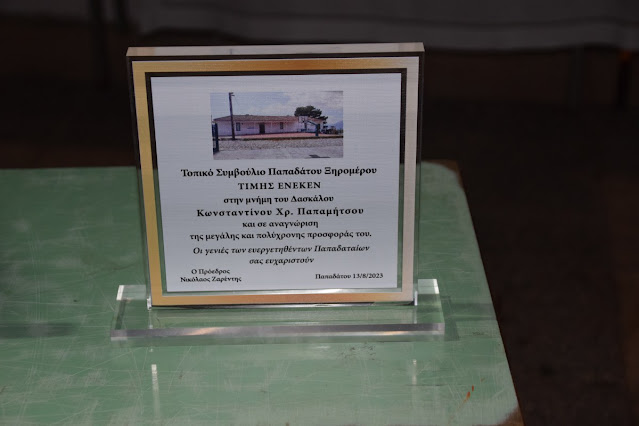 Τοπικό Συμβούλιο Παπαδάτου Ξηρομέρου
ΤΙΜΗΣ ΕΝΕΚΕΝ
στην μνήμη του Δασκάλου
Κωνσταντίνου Χρ. Παπαμήτσου
και σε αναγνώριση
της μεγάλης και πολύχρονης προσφοράς του.
Οι γενιές των ευεργετηθέντων Παπαδαταίων
σας ευχαριστούν
Ο Πρόεδρος
Νικόλαος Ζαρέντης
Παπαδάτου 13/8/2023